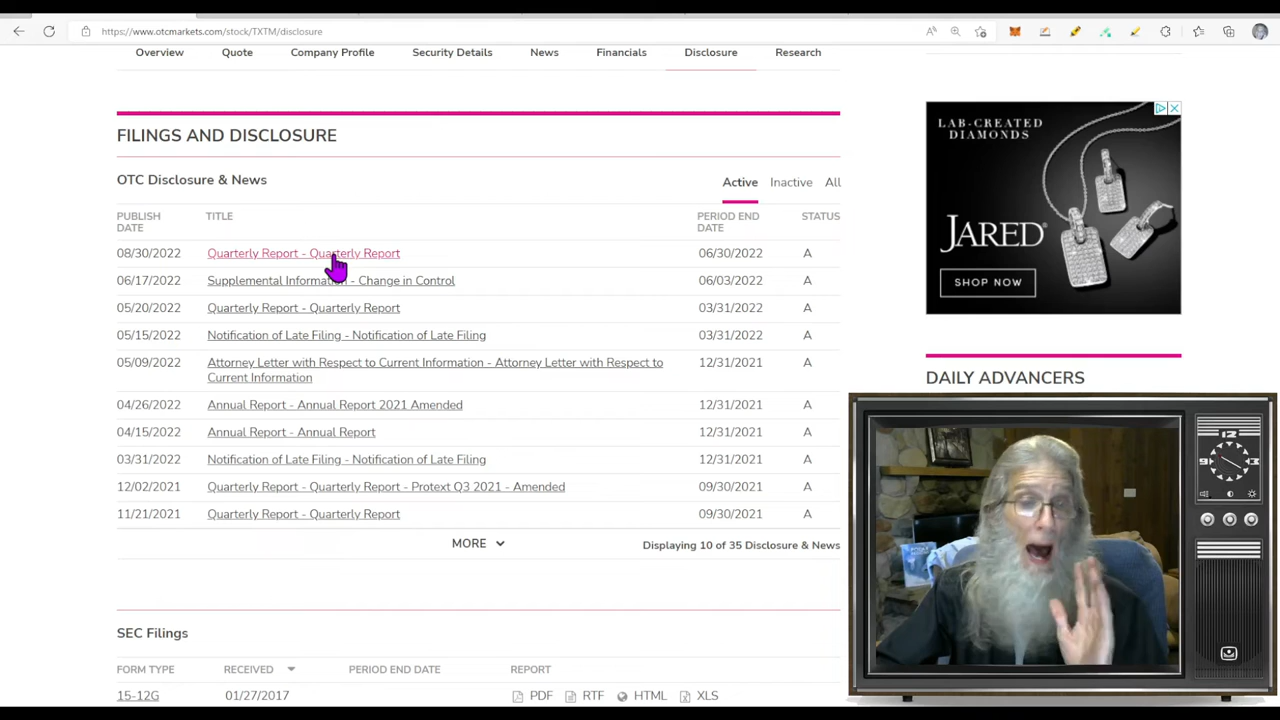 https://www.otcmarkets.com/stock/TXTM/disclosure
Overview Quote Company Profile Security Details News Financials Disclosure Research
FILINGS AND DISCLOSURE
OTC Disclosure & News
Active Inactive All
PUBLISH DATE TITLE PERIOD END DATE STATUS
08/30/2022 Quarterly Report - Quarterly Report 06/30/2022 A
06/17/2022 Supplemental Information - Change in Control 06/03/2022 A
05/20/2022 Quarterly Report - Quarterly Report 03/31/2022 A
05/15/2022 Notification of Late Filing - Notification of Late Filing 03/31/2022 A
05/09/2022 Attorney Letter with Respect to Current Information - Attorney Letter with Respect to 12/31/2021 A
Current Information
04/26/2022 Annual Report - Annual Report 2021 Amended 12/31/2021 A
04/15/2022 Annual Report - Annual Report 12/31/2021 A
03/31/2022 Notification of Late Filing - Notification of Late Filing 12/31/2021 A
12/02/2021 Quarterly Report - Quarterly Report - Protext Q3 2021 - Amended 09/30/2021 A
11/21/2021 Quarterly Report - Quarterly Report 09/30/2021 A
MORE
Displaying 10 of 35 Disclosure & News
SEC Filings
FORM TYPE RECEIVED PERIOD END DATE REPORT
15-12G 01/27/2017 PDF RTF HTML XLS
LAB-CREATED
DIAMONDS
JARED
SHOP NOW
DAILY ADVANCERS
12
9 3